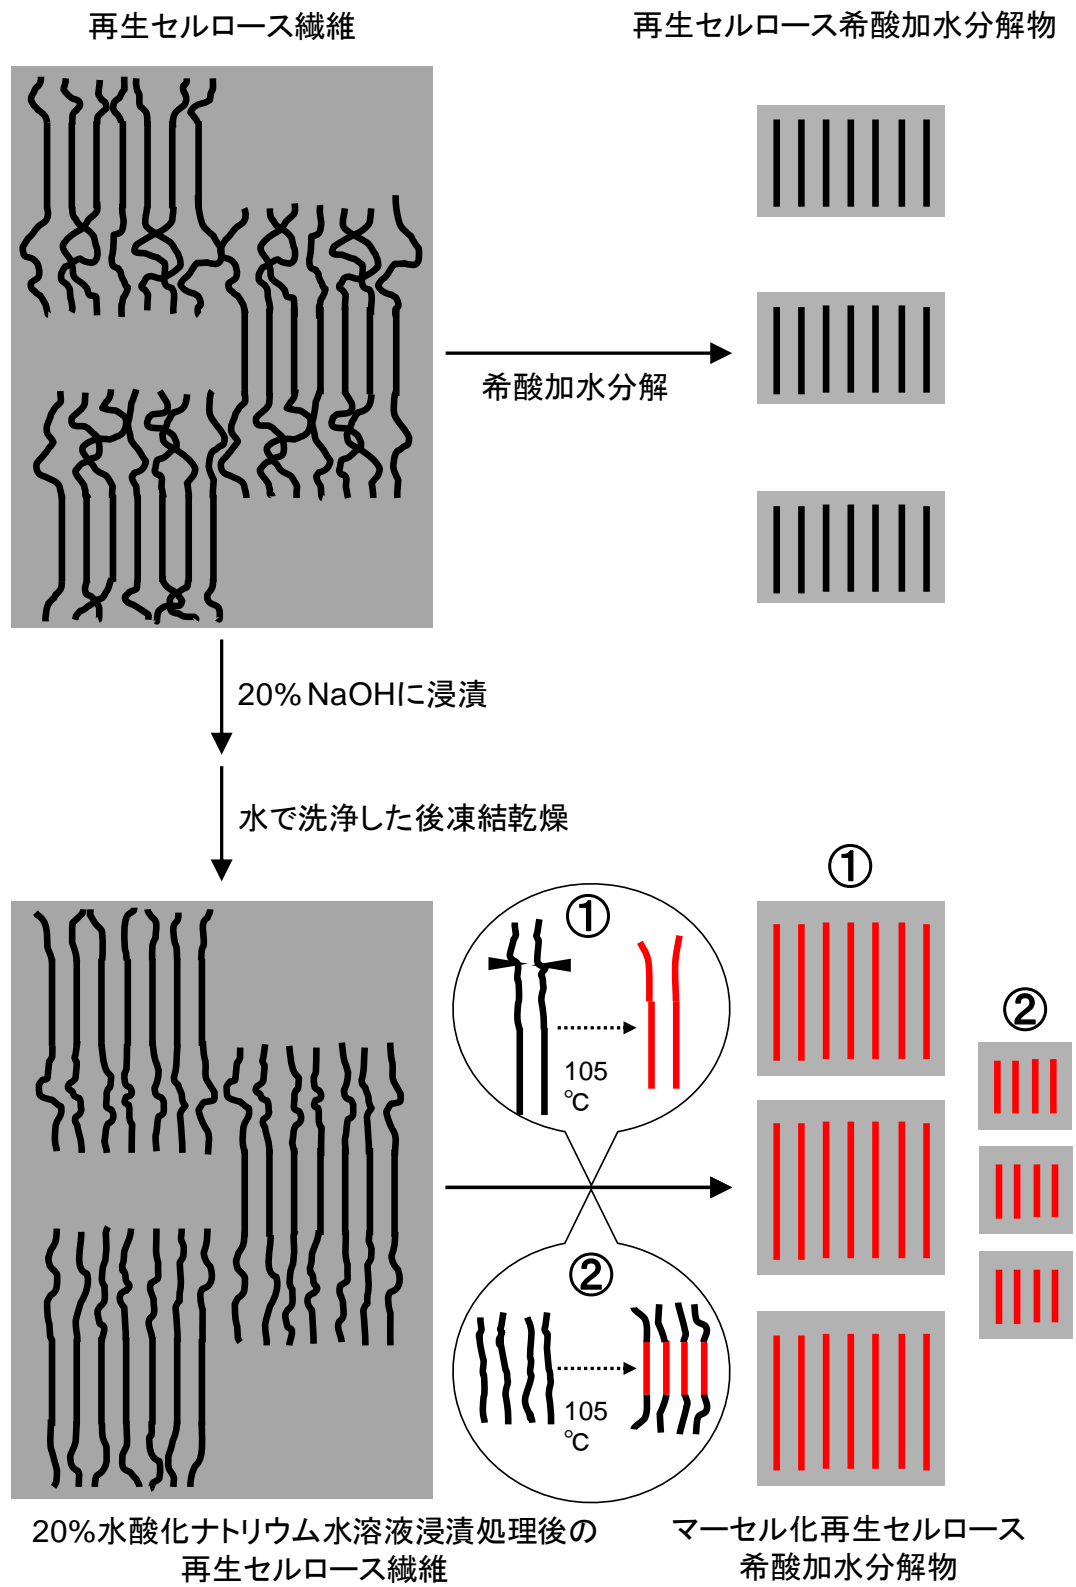 再生セルロース繊維
再生セルロース希酸加水分解物
希酸加水分解
20% NaOHに浸漬
水で洗浄した後凍結乾燥
①
①
②
105
℃
②
105
℃
20%水酸化ナトリウム水溶液浸漬処理後の
再生セルロース繊維
マーセル化再生セルロース
希酸加水分解物